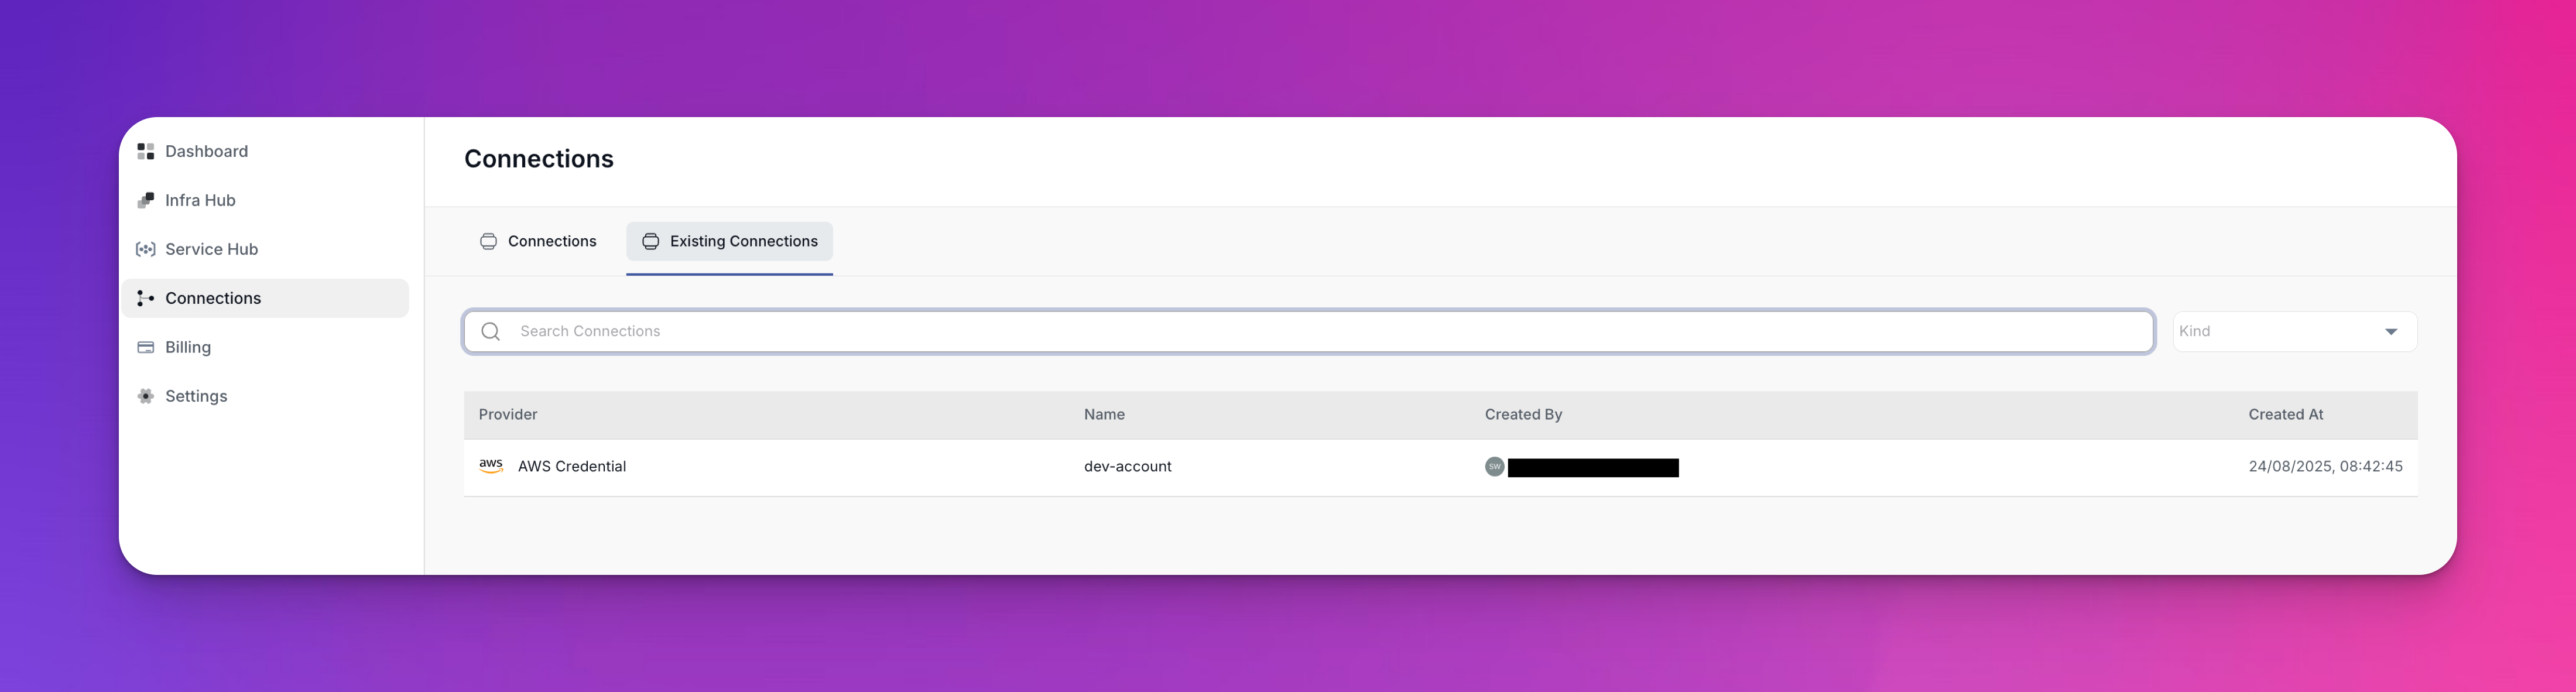 Dashboard
Infra Hub
Service Hub
Connections
Billing
Settings
Connections
Connections Existing Connections
Search Connections Kind
Provider Name Created By Created At
aws AWS Credential dev-account SW 24/08/2025, 08:42:45